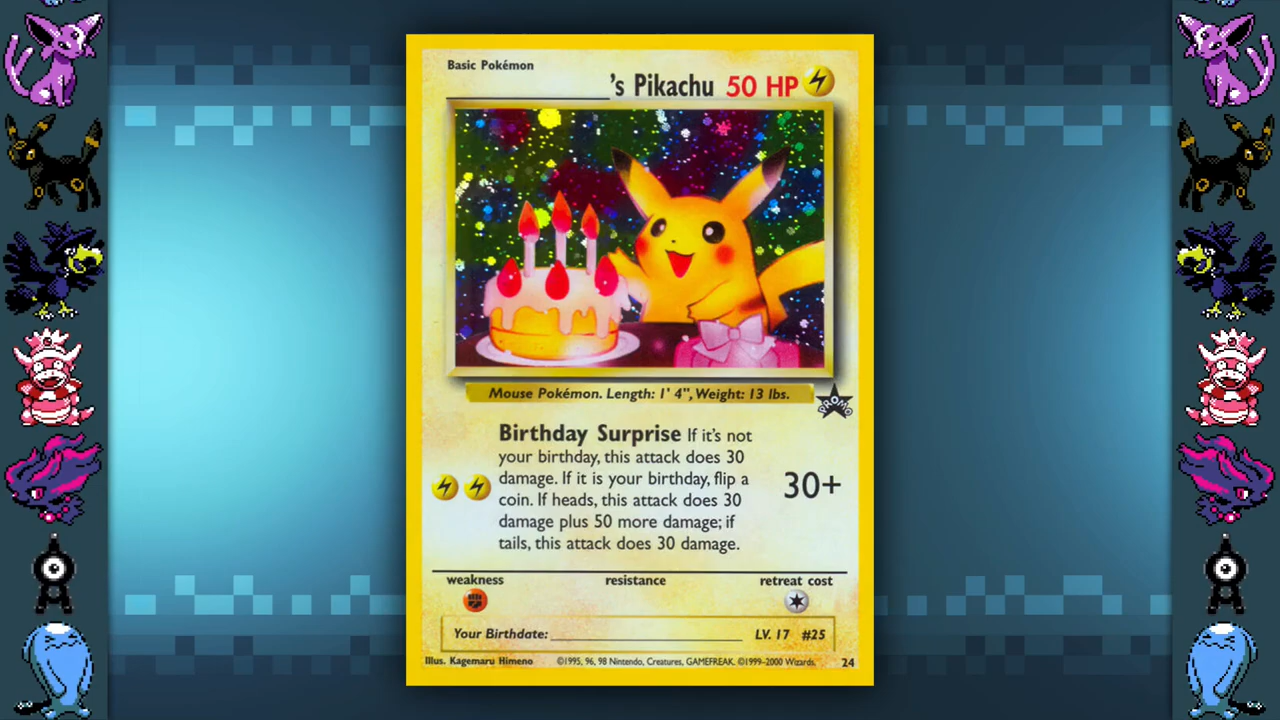 Basic Pokémon
________'s Pikachu 50 HP
Mouse Pokémon. Length: 1' 4", Weight: 13 lbs.
PROMO
Birthday Surprise If it's not
your birthday, this attack does 30
damage. If it is your birthday, flip a
coin. If heads, this attack does 30
damage plus 50 more damage; if
tails, this attack does 30 damage.
30+
weakness resistance retreat cost
Your Birthdate: ________ LV. 17 #25
Illus. Kagemaru Himeno ©1995, 96, 98 Nintendo, Creatures, GAMEFREAK. ©1999-2000 Wizards. 24